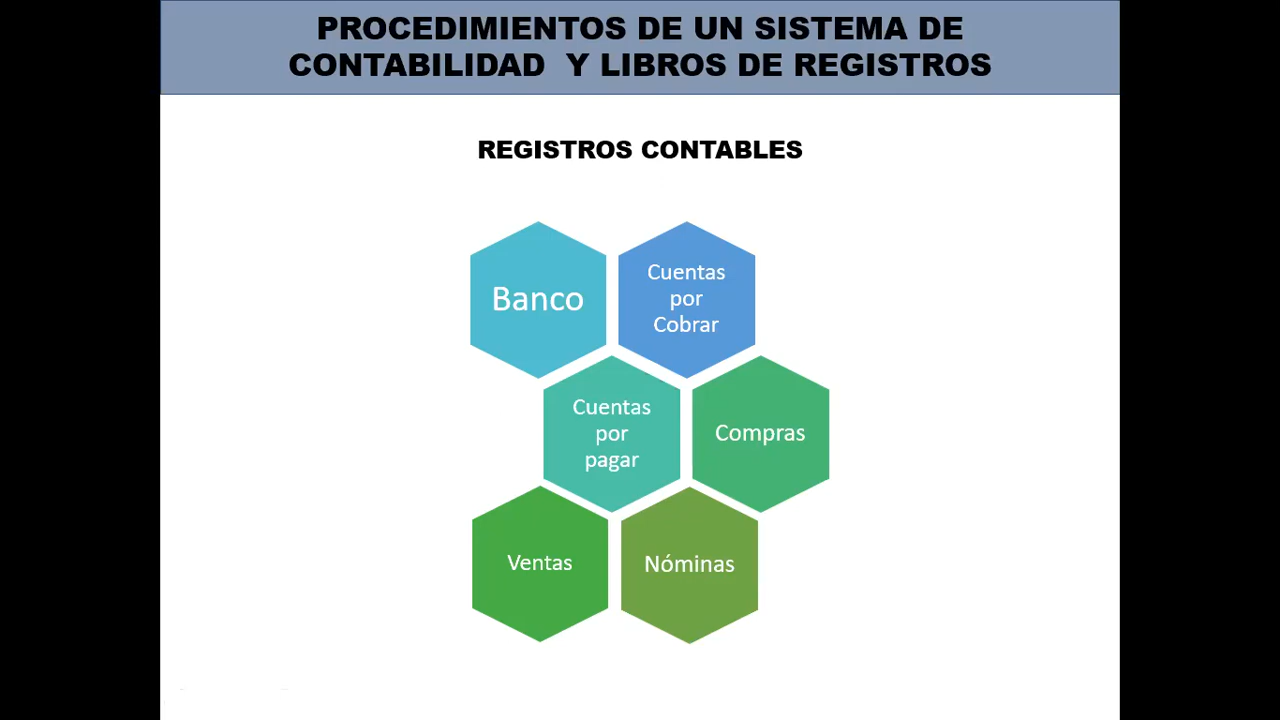 PROCEDIMIENTOS DE UN SISTEMA DE
CONTABILIDAD Y LIBROS DE REGISTROS
REGISTROS CONTABLES
Banco
Cuentas
por
Cobrar
Cuentas
por
pagar
Compras
Ventas
Nóminas